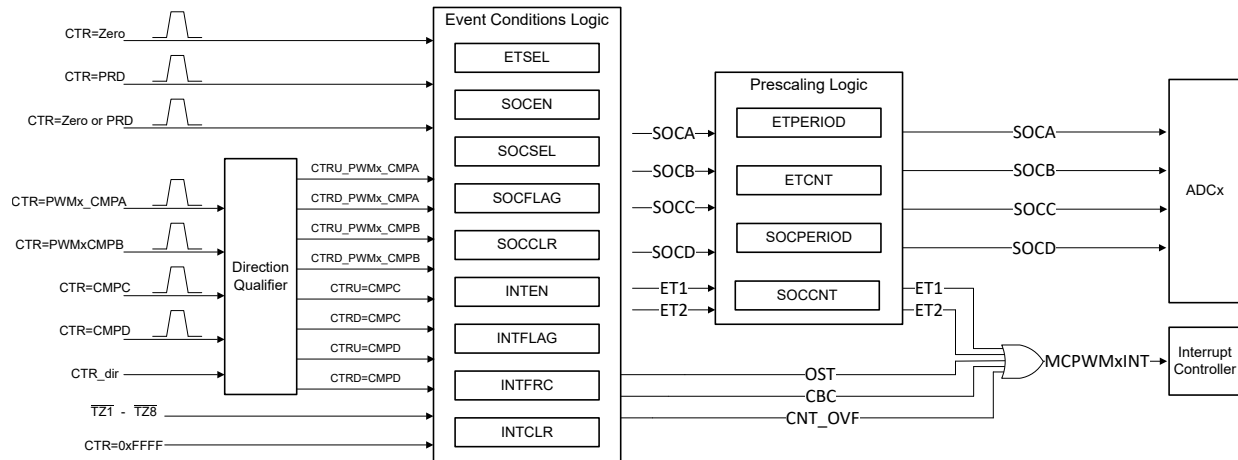 CTR=Zero
CTR=PRD
CTR=Zero or PRD
CTR=PWMx_CMPA
CTR=PWMxCMPB
CTR=CMPC
CTR=CMPD
CTR_dir
TZ1 - TZ8
CTR=0xFFFF
Direction
Qualifier
CTRU_PWMx_CMPA
CTRD_PWMx_CMPA
CTRU_PWMx_CMPB
CTRD_PWMx_CMPB
CTRU=CMPC
CTRD=CMPC
CTRU=CMPD
CTRD=CMPD
Event Conditions Logic
ETSEL
SOCEN
SOCSEL
SOCFLAG
SOCCLR
INTEN
INTFLAG
INTFRC
INTCLR
SOCA
SOCB
SOCC
SOCD
ET1
ET2
Prescaling Logic
ETPERIOD
ETCNT
SOCPERIOD
SOCCNT
SOCA
SOCB
SOCC
SOCD
ET1
ET2
OST
CBC
CNT_OVF
ADCx
MCPWMxINT
Interrupt
Controller